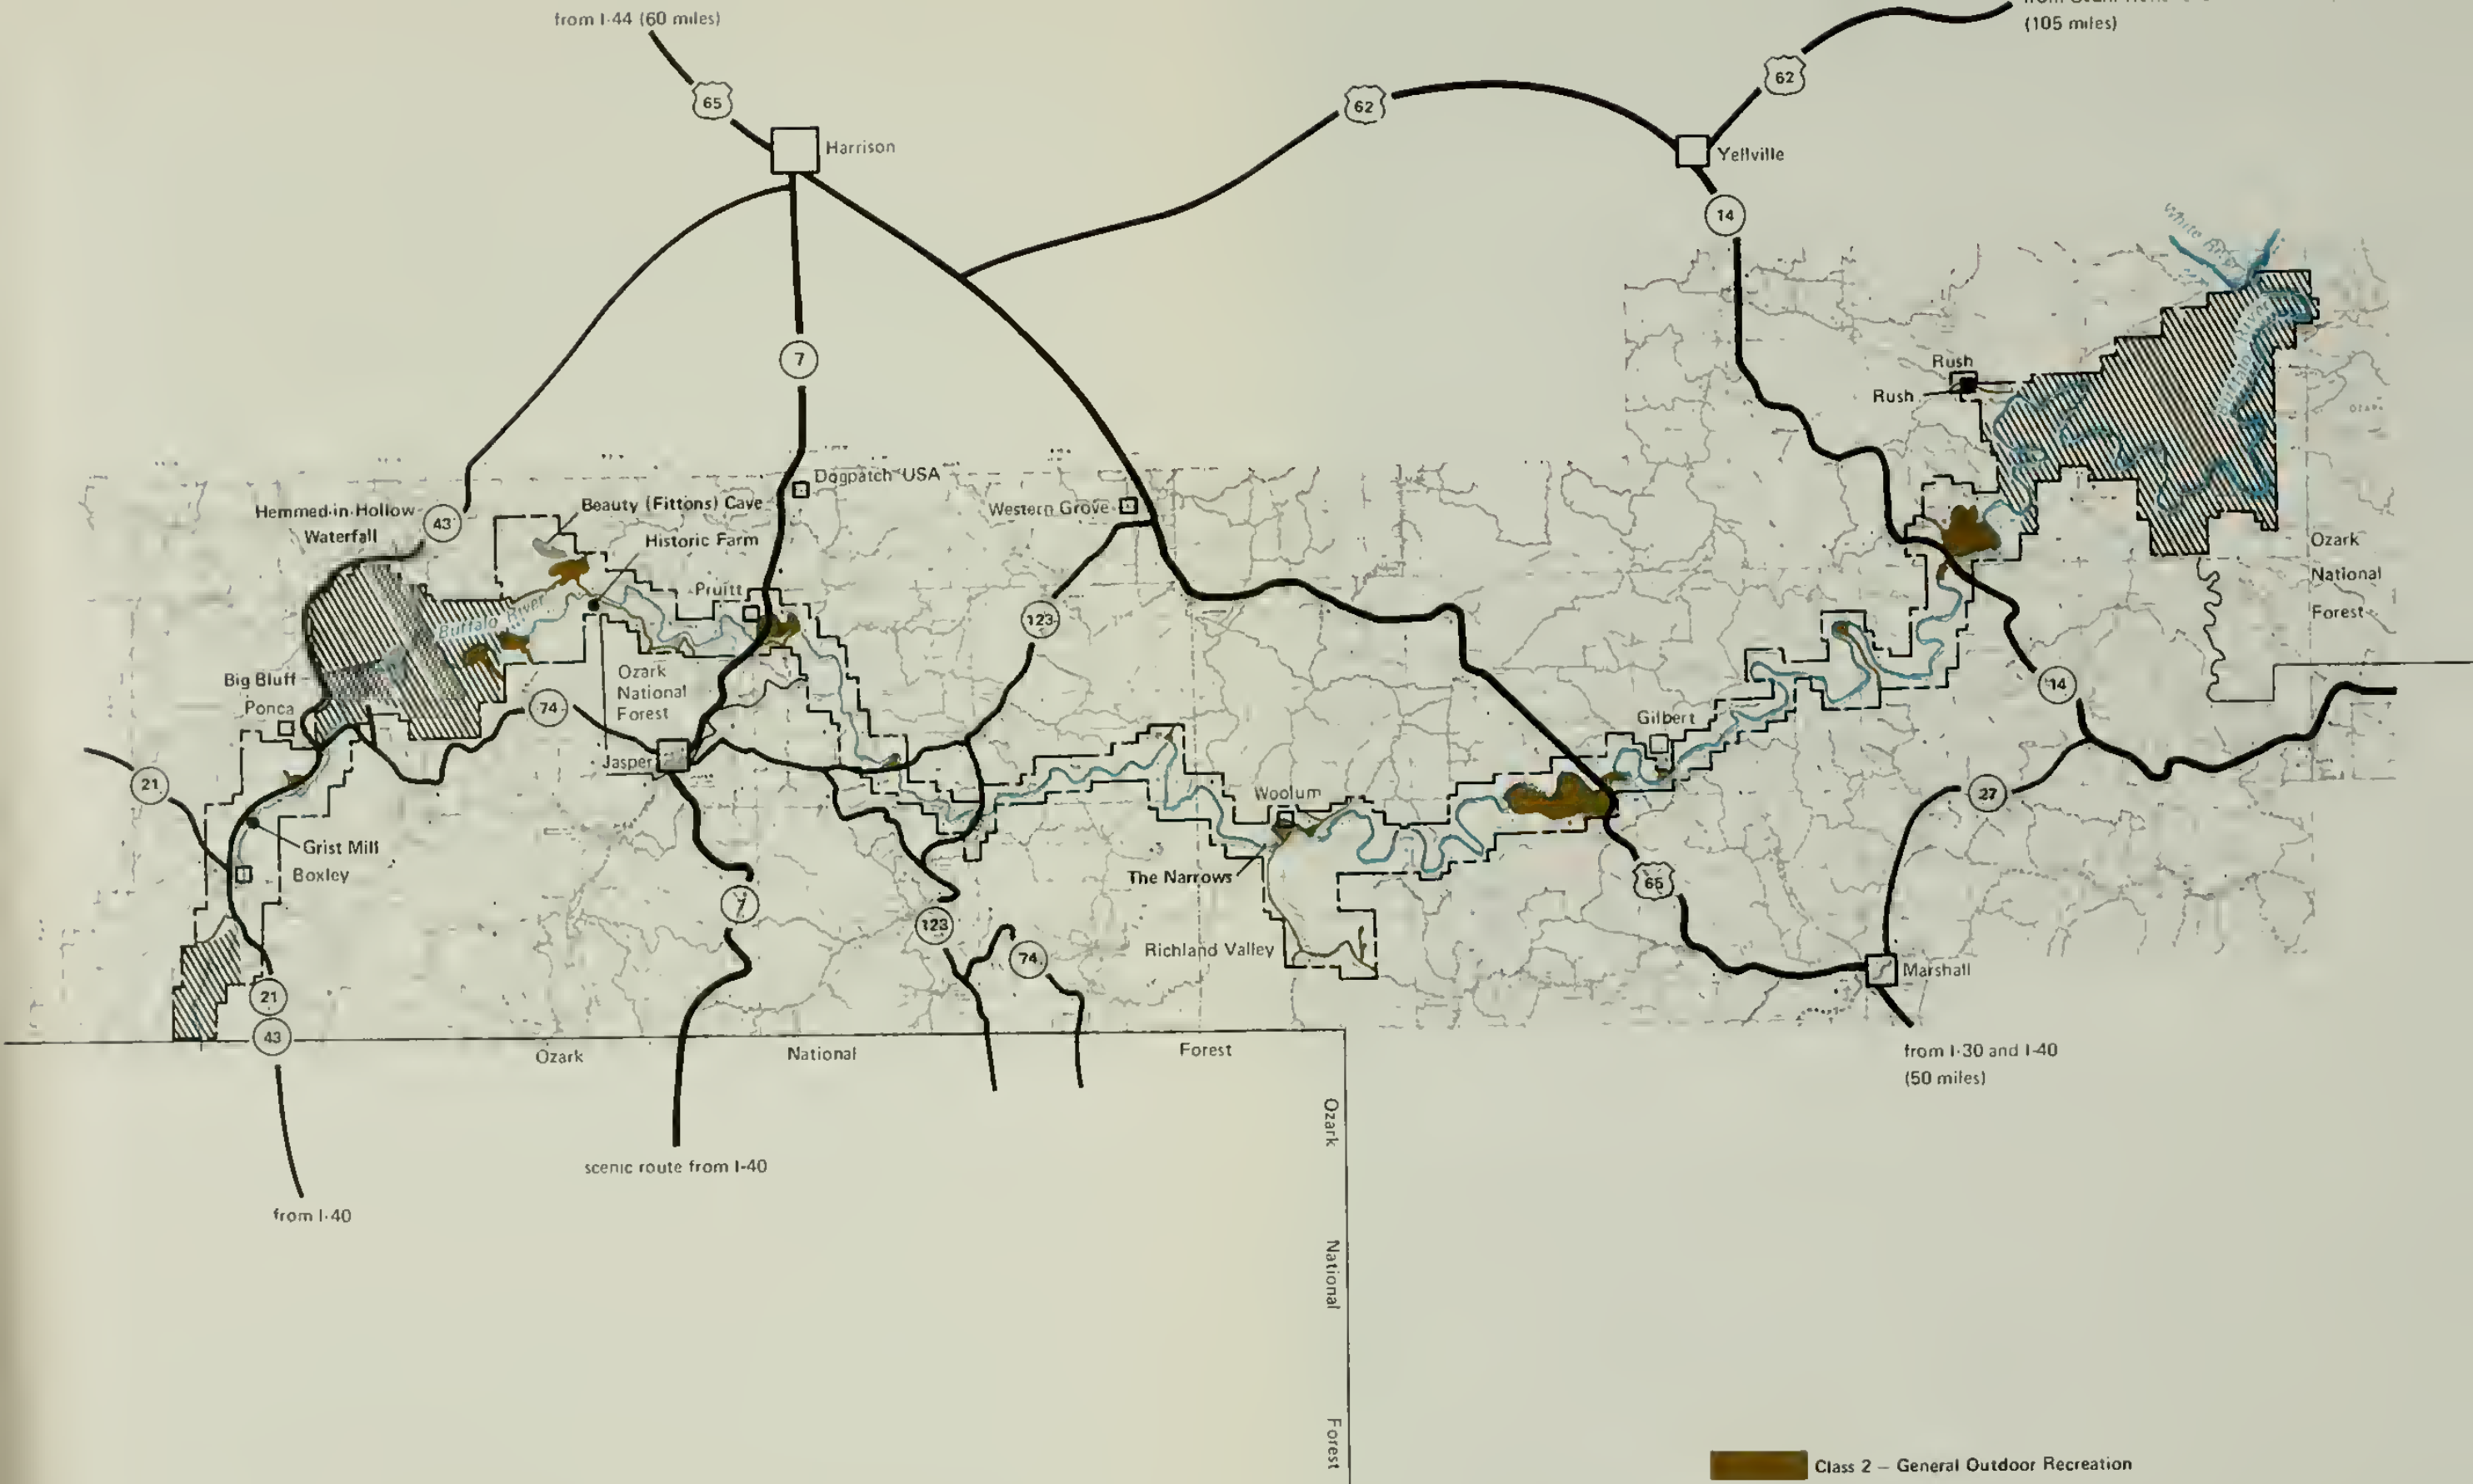 from I-44 (60 miles)
(105 miles)
65
62
62
Harrison
Yellville
14
White
7
Buffalo River
Rush
Rush
Dogpatch USA
Hemmed-in-Hollow
Waterfall
43
Beauty (Fittons) Cave
Western Grove
Historic Farm
Ozark
National
Forest
Pruitt
Buffalo River
123
Big Bluff
Ponca
74
Ozark
National
Forest
14
Gilbert
Jasper
21
Woolum
27
Grist Mill
Boxley
The Narrows
65
7
123
74
Richland Valley
Marshall
21
43
Ozark
National
Forest
from I-30 and I-40
(50 miles)
scenic route from I-40
from I-40
Ozark
National
Forest
Class 2 – General Outdoor Recreation